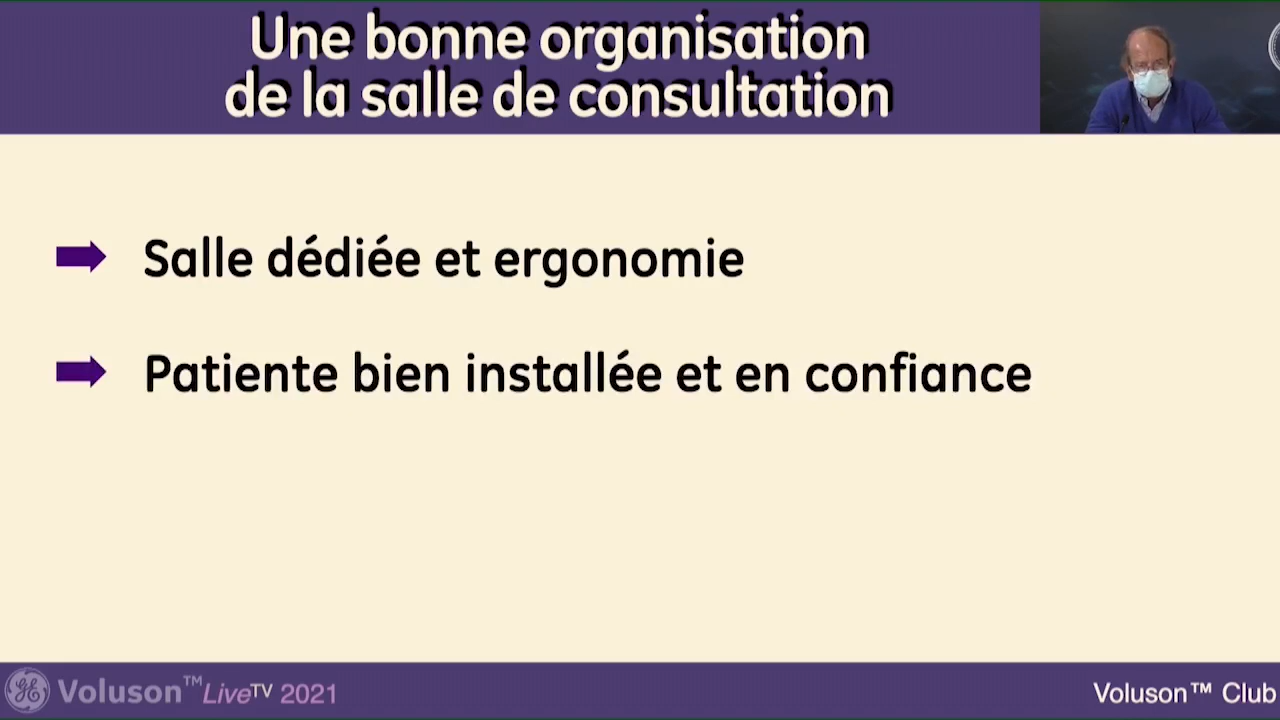 Une bonne organisation
de la salle de consultation
Salle dédiée et ergonomie
Patiente bien installée et en confiance
Voluson™ LiveTV 2021
Voluson™ Club